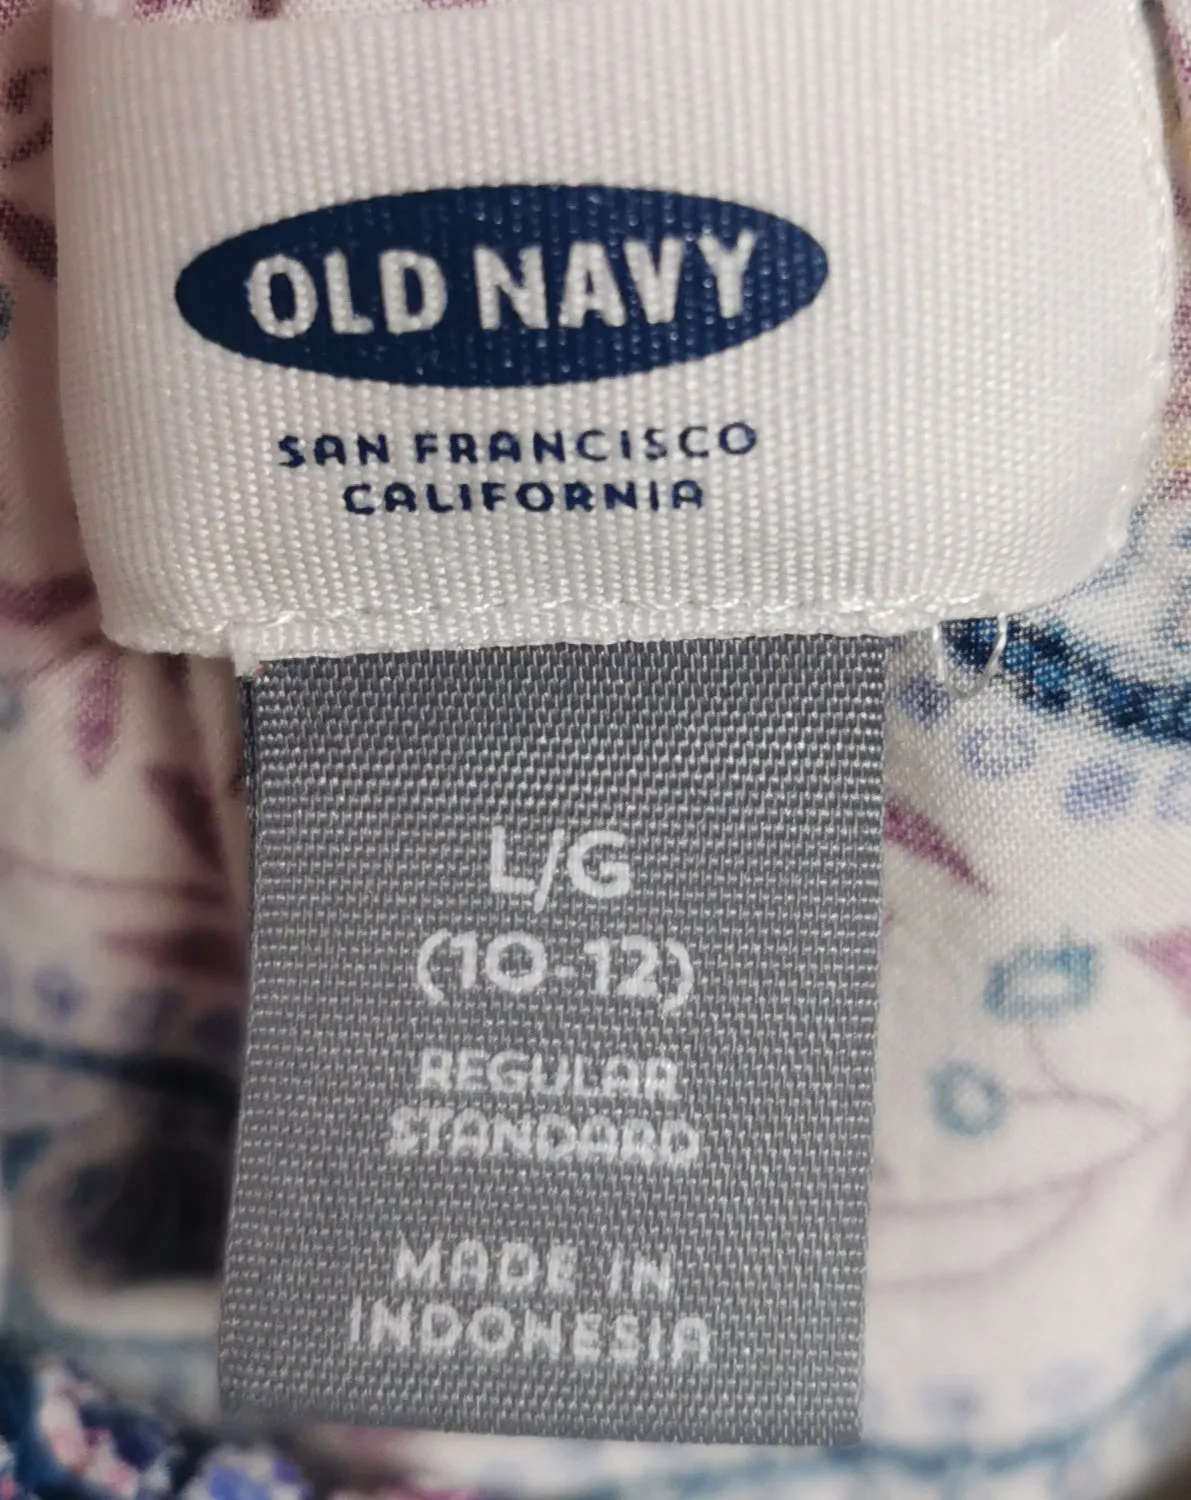 OLD NAVY
SAN FRANCISCO
CALIFORNIA
L/G
(10-12)
REGULAR
STANDARD
MADE IN
INDONESIA